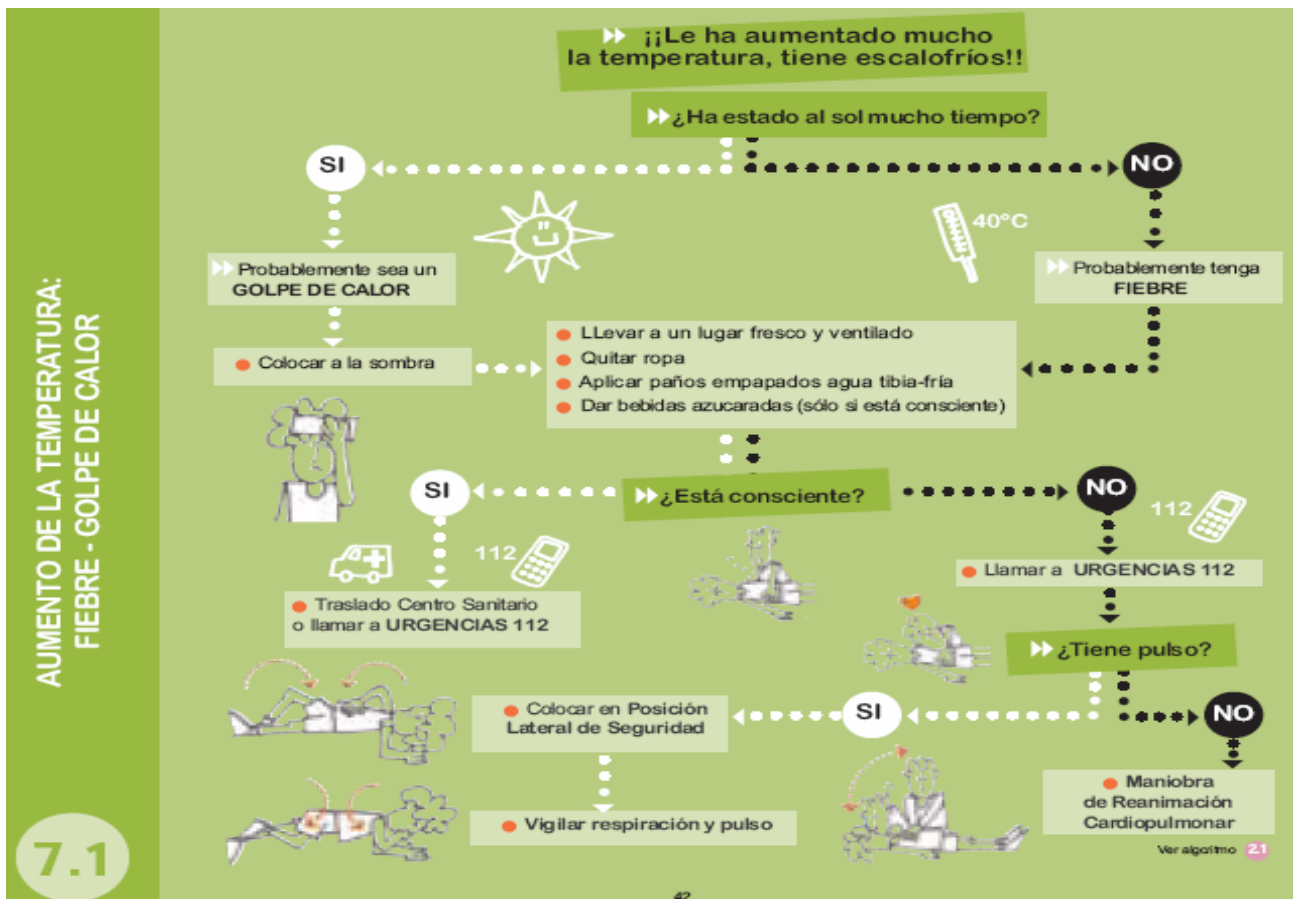 AUMENTO DE LA TEMPERATURA:
FIEBRE - GOLPE DE CALOR
7.1
¡¡Le ha aumentado mucho
la temperatura, tiene escalofríos!!
¿Ha estado al sol mucho tiempo?
SI
NO
40ºC
Probablemente sea un
GOLPE DE CALOR
Probablemente tenga
FIEBRE
Colocar a la sombra
LLevar a un lugar fresco y ventilado
Quitar ropa
Aplicar paños empapados agua tibia-fría
Dar bebidas azucaradas (sólo si está consciente)
¿Está consciente?
SI
NO
112
112
Traslado Centro Sanitario
o llamar a URGENCIAS 112
Llamar a URGENCIAS 112
¿Tiene pulso?
SI
NO
Colocar en Posición
Lateral de Seguridad
Vigilar respiración y pulso
Maniobra
de Reanimación
Cardiopulmonar
Ver algoritmo 2.1
42